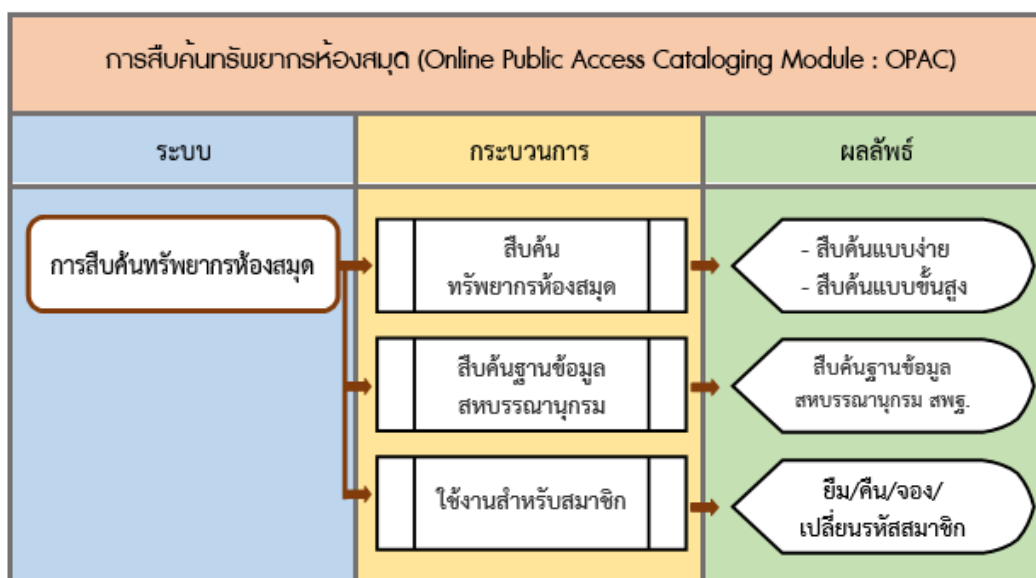 การสืบค้นทรัพยากรห้องสมุด (Online Public Access Cataloging Module : OPAC)
ระบบ
กระบวนการ
ผลลัพธ์
การสืบค้นทรัพยากรห้องสมุด
สืบค้น
ทรัพยากรห้องสมุด
- สืบค้นแบบง่าย
- สืบค้นแบบขั้นสูง
สืบค้นฐานข้อมูล
สหบรรณานุกรม
สืบค้นฐานข้อมูล
สหบรรณานุกรม สพฐ.
ใช้งานสำหรับสมาชิก
ยืม/คืน/จอง/
เปลี่ยนรหัสสมาชิก